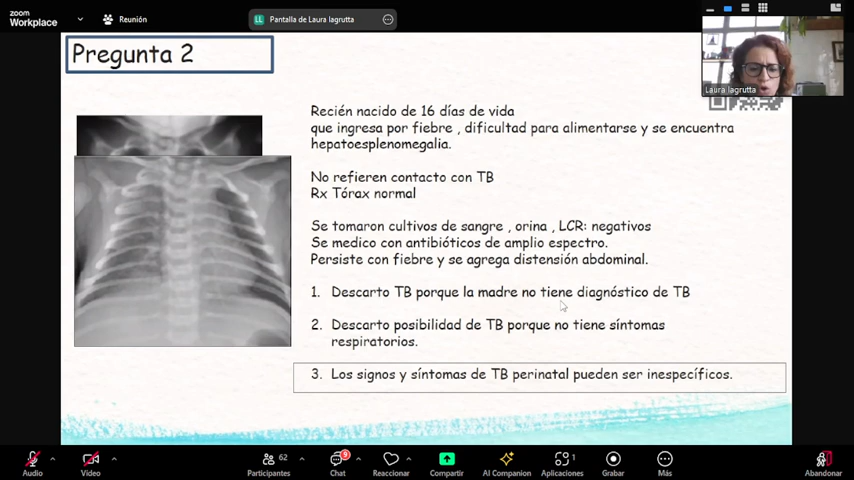 zoom
Workplace
Reunión
LL
Pantalla de Laura lagrutta
Pregunta 2
Laura lagrutta
Recién nacido de 16 días de vida
que ingresa por fiebre , dificultad para alimentarse y se encuentra
hepatoesplenomegalia.
No refieren contacto con TB
Rx Tórax normal
Se tomaron cultivos de sangre , orina , LCR: negativos
Se medico con antibióticos de amplio espectro.
Persiste con fiebre y se agrega distensión abdominal.
1. Descarto TB porque la madre no tiene diagnóstico de TB
2. Descarto posibilidad de TB porque no tiene síntomas
respiratorios.
3. Los signos y síntomas de TB perinatal pueden ser inespecíficos.
62
9
1
Audio
Video
Participantes
Chat
Reaccionar
Compartir
AI Companion
Aplicaciones
Grabar
Más
Abandonar